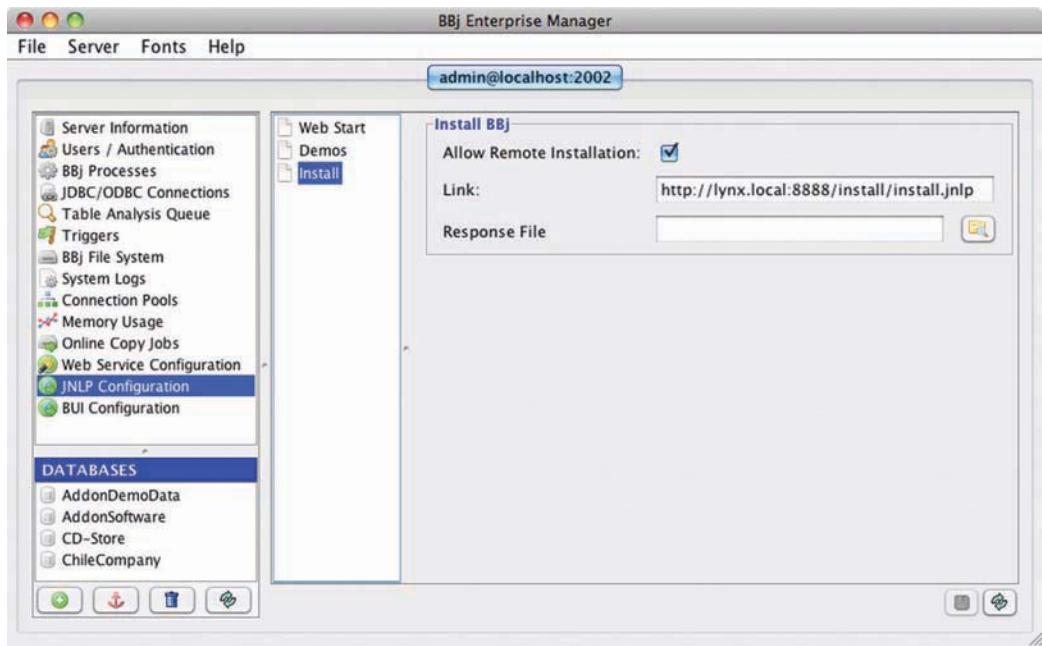 BBj Enterprise Manager
File Server Fonts Help
admin@localhost:2002
Server Information
Users / Authentication
BBj Processes
JDBC/ODBC Connections
Table Analysis Queue
Triggers
BBj File System
System Logs
Connection Pools
Memory Usage
Online Copy Jobs
Web Service Configuration
JNLP Configuration
BUI Configuration
DATABASES
AddonDemoData
AddonSoftware
CD-Store
ChileCompany
Web Start
Demos
Install
Install BBj
Allow Remote Installation:
Link: http://lynx.local:8888/install/install.jnlp
Response File